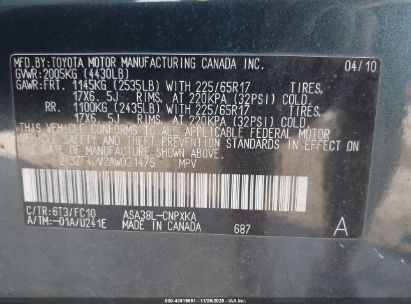 MFD.BY:TOYOTA MOTOR MANUFACTURING CANADA INC. 04/10
GVWR:2005KG (4430LB)
GAWR:FRT. 1145KG (2535LB)WITH 225/65R17 TIRES,
17X6.5J RIMS, AT 220KPA (32PSI) COLD.
RR. 1100KG (2435LB)WITH 225/65R17 TIRES,
17X6.5J RIMS, AT 220KPA (32PSI) COLD.
THIS VEHICLE CONFORMS TO ALL APPLICABLE FEDERAL MOTOR
VEHICLE SAFETY STANDARDS IN EFFECT ON THE DATE OF
MANUFACTURE SHOWN ABOVE.
MPV
C/TR:6T3/FC10 ASA38L-CNPXKA
A/TM:-01A/U241E MADE IN CANADA 687 A